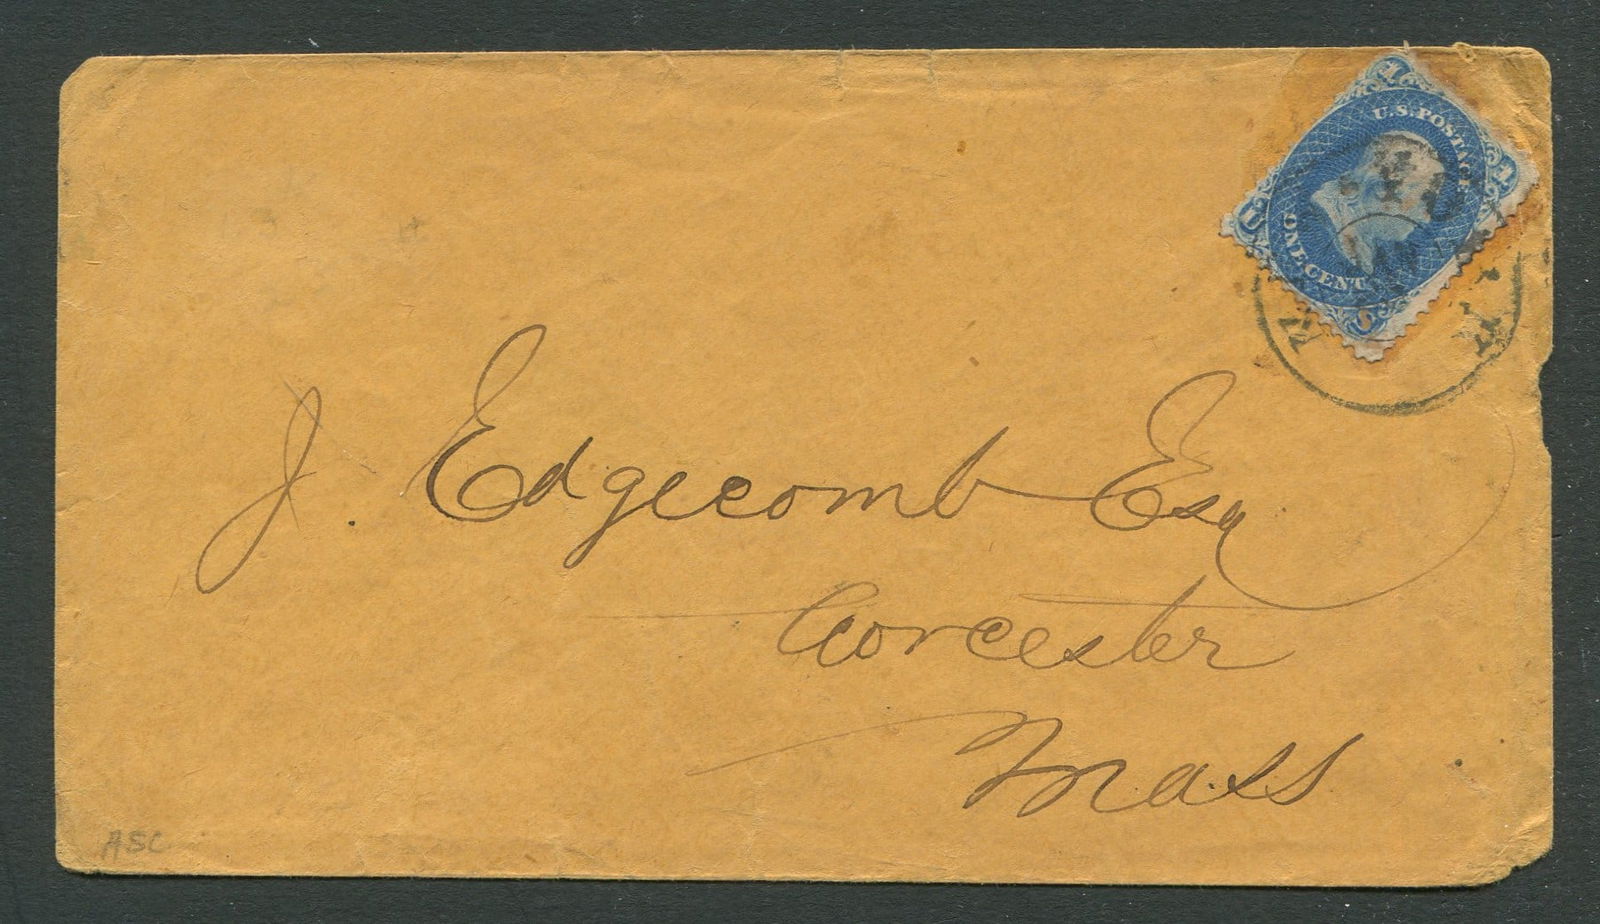 U.S. POSTAGE
ONE CENT
J. Edgecomb Esq
Worcester
Mass
ASC